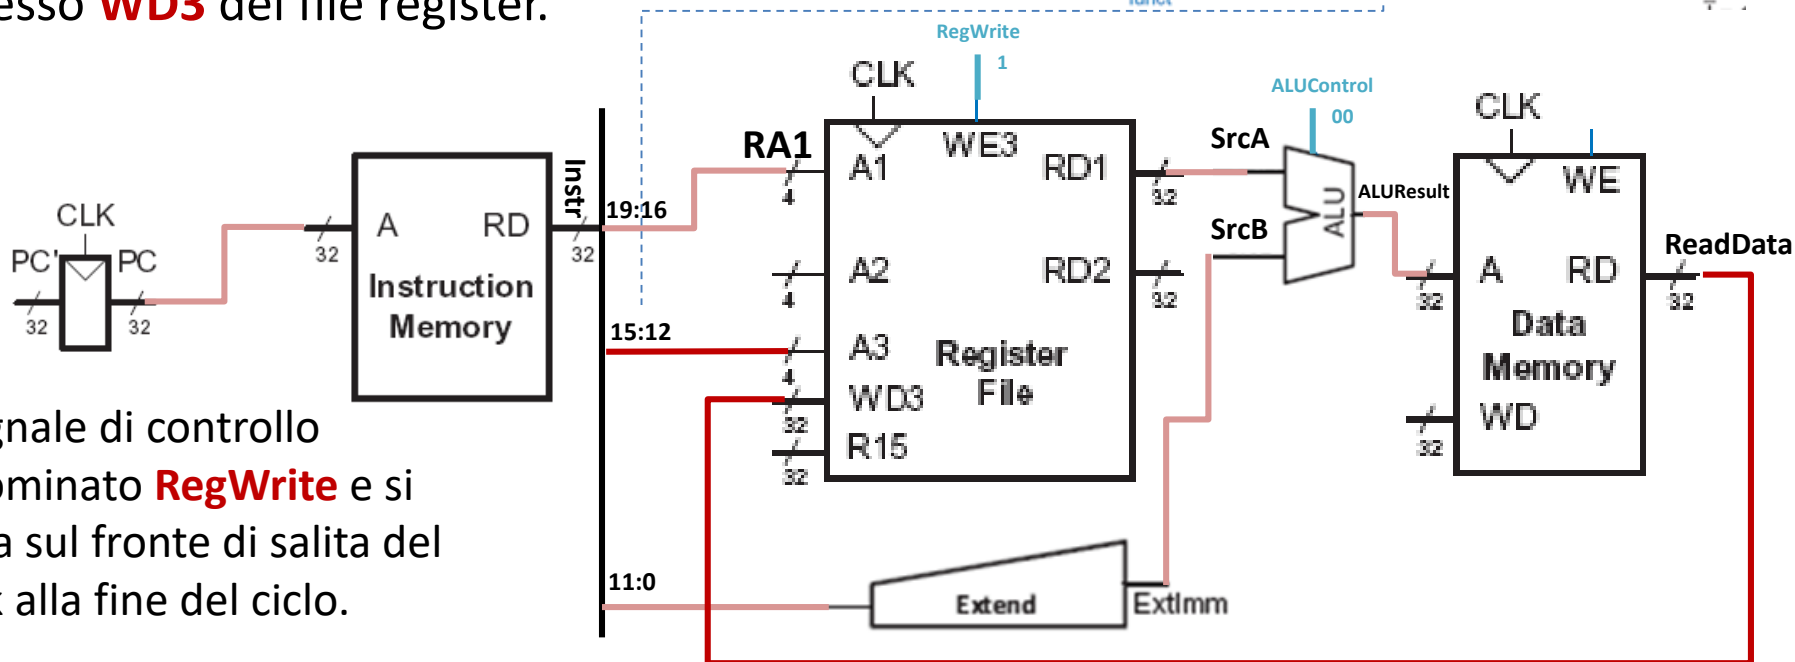 esso WD3 del file register.
funct
RegWrite
1
CLK
ALUControl
00
CLK
RA1
A1
WE3
RD1
4
32
SrcA
ALU
ALUResult
WE
Instr
19:16
CLK
PC'
PC
32
32
A
RD
32
32
Instruction
Memory
A2
RD2
4
32
SrcB
A
RD
32
32
ReadData
Data
Memory
15:12
A3
4
Register
File
WD3
32
R15
32
WD
32
gnale di controllo
ominato RegWrite e si
a sul fronte di salita del
k alla fine del ciclo.
11:0
Extend
ExtImm